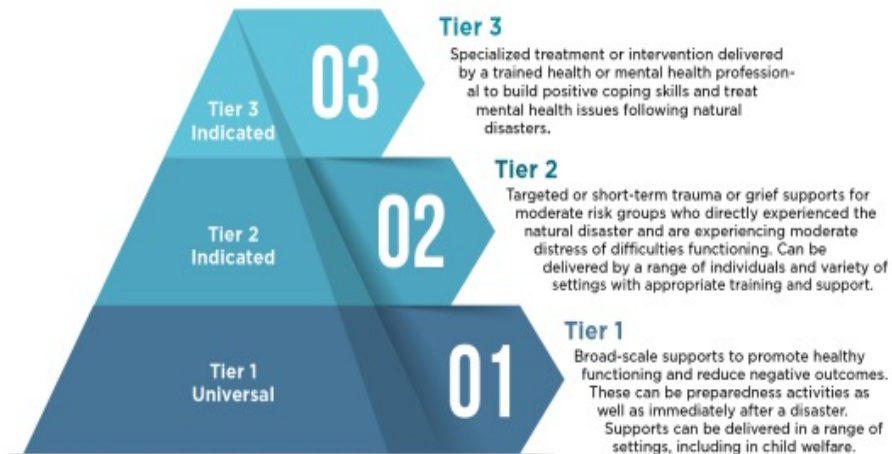 Tier 3
Indicated
03
Tier 3
Specialized treatment or intervention delivered
by a trained health or mental health profession-
al to build positive coping skills and treat
mental health issues following natural
disasters.
Tier 2
Indicated
02
Tier 2
Targeted or short-term trauma or grief supports for
moderate risk groups who directly experienced the
natural disaster and are experiencing moderate
distress of difficulties functioning. Can be
delivered by a range of individuals and variety of
settings with appropriate training and support.
Tier 1
Universal
01
Tier 1
Broad-scale supports to promote healthy
functioning and reduce negative outcomes.
These can be preparedness activities as
well as immediately after a disaster.
Supports can be delivered in a range of
settings, including in child welfare.